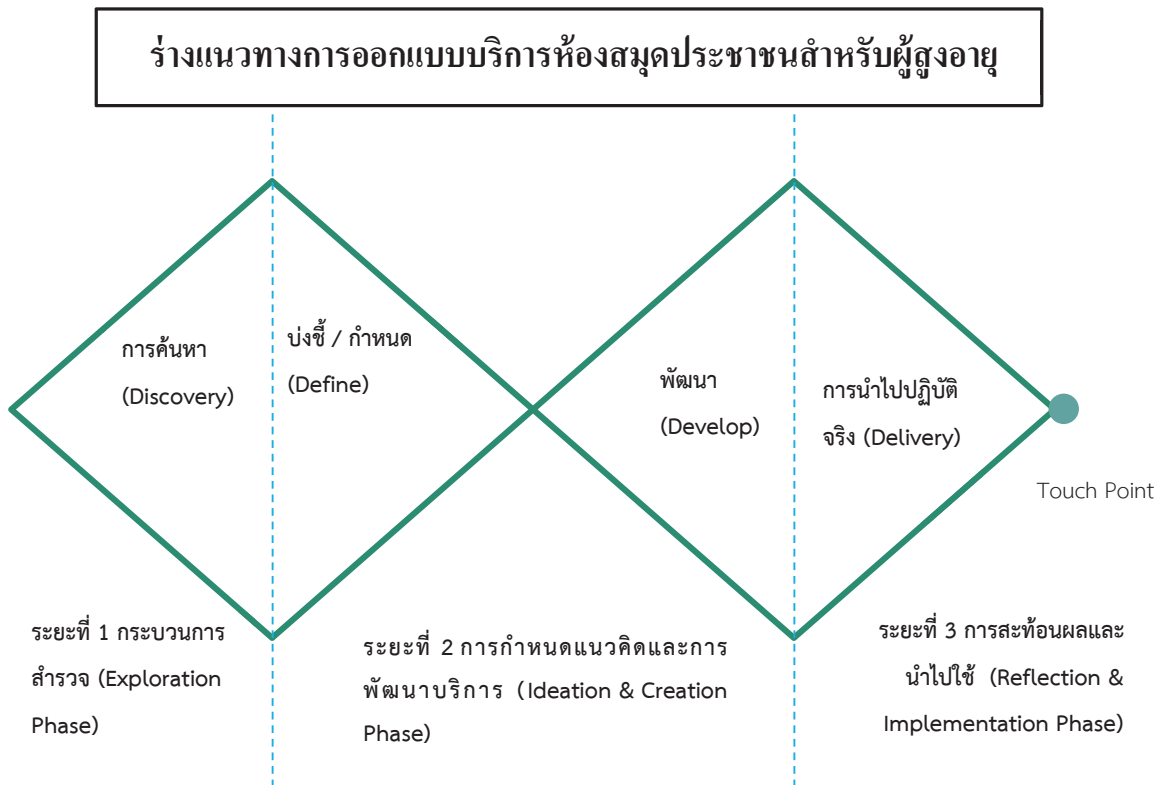 ร่างแนวทางการออกแบบบริการห้องสมุดประชาชนสำหรับผู้สูงอายุ
การค้นหา
(Discovery)
บ่งชี้ / กำหนด
(Define)
พัฒนา
(Develop)
การนำไปปฏิบัติ
จริง (Delivery)
Touch Point
ระยะที่ 1 กระบวนการ
สำรวจ (Exploration
Phase)
ระยะที่ 2 การกำหนดแนวคิดและการ
พัฒนาบริการ (Ideation & Creation
Phase)
ระยะที่ 3 การสะท้อนผลและ
นำไปใช้ (Reflection &
Implementation Phase)